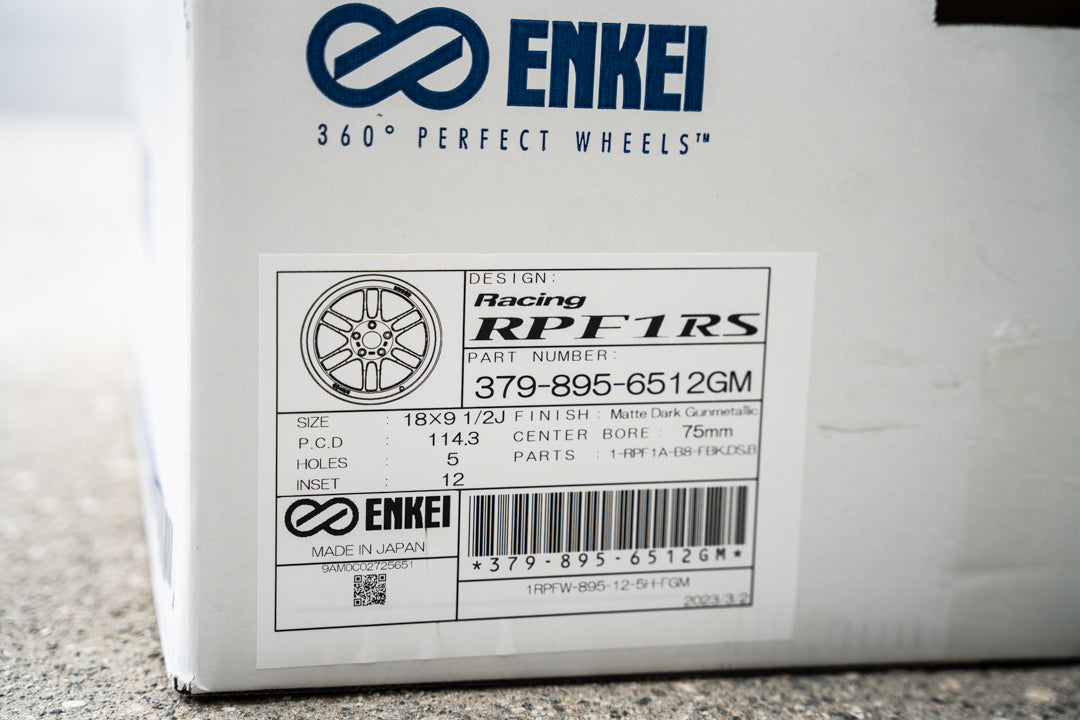 ENKEI
360° PERFECT WHEELS™
DESIGN:
Racing
RPF1RS
PART NUMBER:
379-895-6512GM
SIZE : 18×9 1/2J FINISH : Matte Dark Gunmetallic
P.C.D : 114.3 CENTER BORE : 75mm
HOLES : 5 PARTS : 1-RPF1A-B8-FBK,DS,B
INSET : 12
ENKEI
MADE IN JAPAN
9AM0C02725651
*379-895-6512GM*
1RPFW-895-12-5H-FGM
2023.3.2